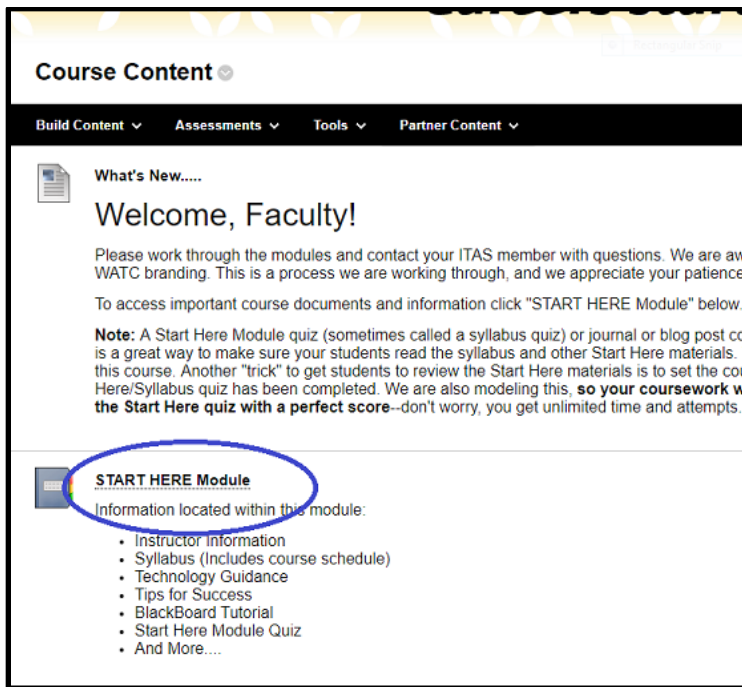 Course Content
Build Content Assessments Tools Partner Content
What's New.....
Welcome, Faculty!
Please work through the modules and contact your ITAS member with questions. We are
WATC branding. This is a process we are working through, and we appreciate your patience
To access important course documents and information click "START HERE Module" below.
Note: A Start Here Module quiz (sometimes called a syllabus quiz) or journal or blog post
is a great way to make sure your students read the syllabus and other Start Here materials.
this course. Another "trick" to get students to review the Start Here materials is to set the
Here/Syllabus quiz has been completed. We are also modeling this, so your coursework
the Start Here quiz with a perfect score--don't worry, you get unlimited time and attempts.
START HERE Module
Information located within this module:
Instructor Information
Syllabus (Includes course schedule)
Technology Guidance
Tips for Success
BlackBoard Tutorial
Start Here Module Quiz
And More....